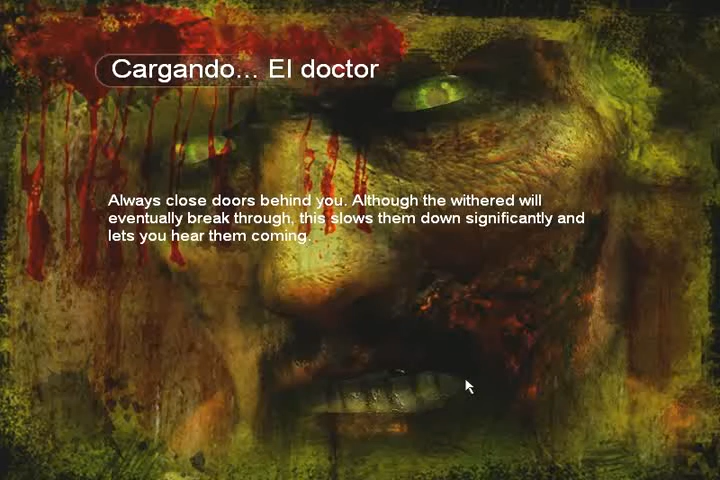 Cargando... El doctor
Always close doors behind you. Although the withered will
eventually break through, this slows them down significantly and
lets you hear them coming.